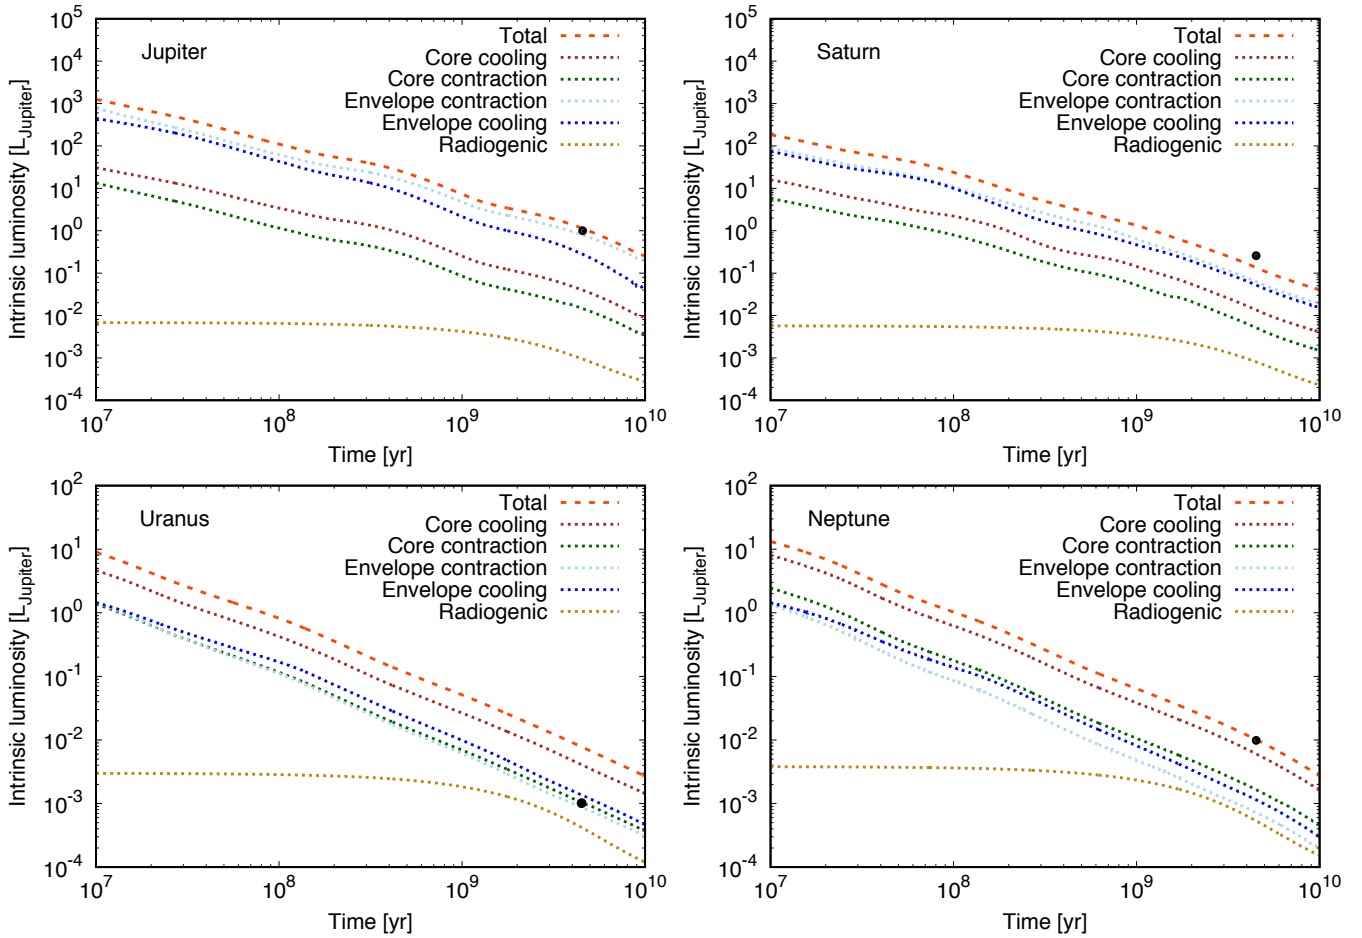 Jupiter
Total
Core cooling
Core contraction
Envelope contraction
Envelope cooling
Radiogenic
10^5
10^4
10^3
10^2
10^1
10^0
10^-1
10^-2
10^-3
10^-4
Intrinsic luminosity [L_Jupiter]
10^7 10^8 10^9 10^10
Time [yr]
Saturn
Total
Core cooling
Core contraction
Envelope contraction
Envelope cooling
Radiogenic
10^5
10^4
10^3
10^2
10^1
10^0
10^-1
10^-2
10^-3
10^-4
Intrinsic luminosity [L_Jupiter]
10^7 10^8 10^9 10^10
Time [yr]
Uranus
Total
Core cooling
Core contraction
Envelope contraction
Envelope cooling
Radiogenic
10^2
10^1
10^0
10^-1
10^-2
10^-3
10^-4
Intrinsic luminosity [L_Jupiter]
10^7 10^8 10^9 10^10
Time [yr]
Neptune
Total
Core cooling
Core contraction
Envelope contraction
Envelope cooling
Radiogenic
10^2
10^1
10^0
10^-1
10^-2
10^-3
10^-4
Intrinsic luminosity [L_Jupiter]
10^7 10^8 10^9 10^10
Time [yr]